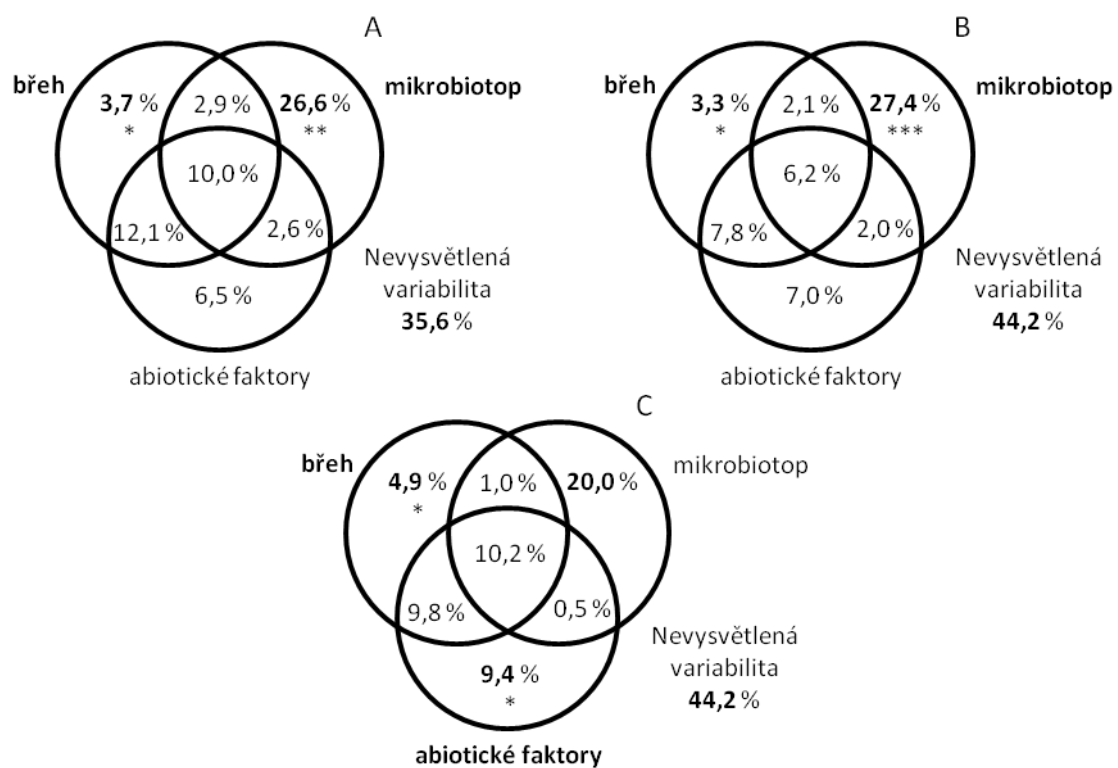 A
břeh
3,7 %
*
2,9 %
26,6 %
**
mikrobiotop
10,0 %
12,1 %
2,6 %
6,5 %
Nevysvětlená
variabilita
35,6 %
abiotické faktory
B
břeh
3,3 %
*
2,1 %
27,4 %
***
mikrobiotop
6,2 %
7,8 %
2,0 %
7,0 %
Nevysvětlená
variabilita
44,2 %
abiotické faktory
C
břeh
4,9 %
*
1,0 %
20,0 %
mikrobiotop
10,2 %
9,8 %
0,5 %
9,4 %
*
Nevysvětlená
variabilita
44,2 %
abiotické faktory